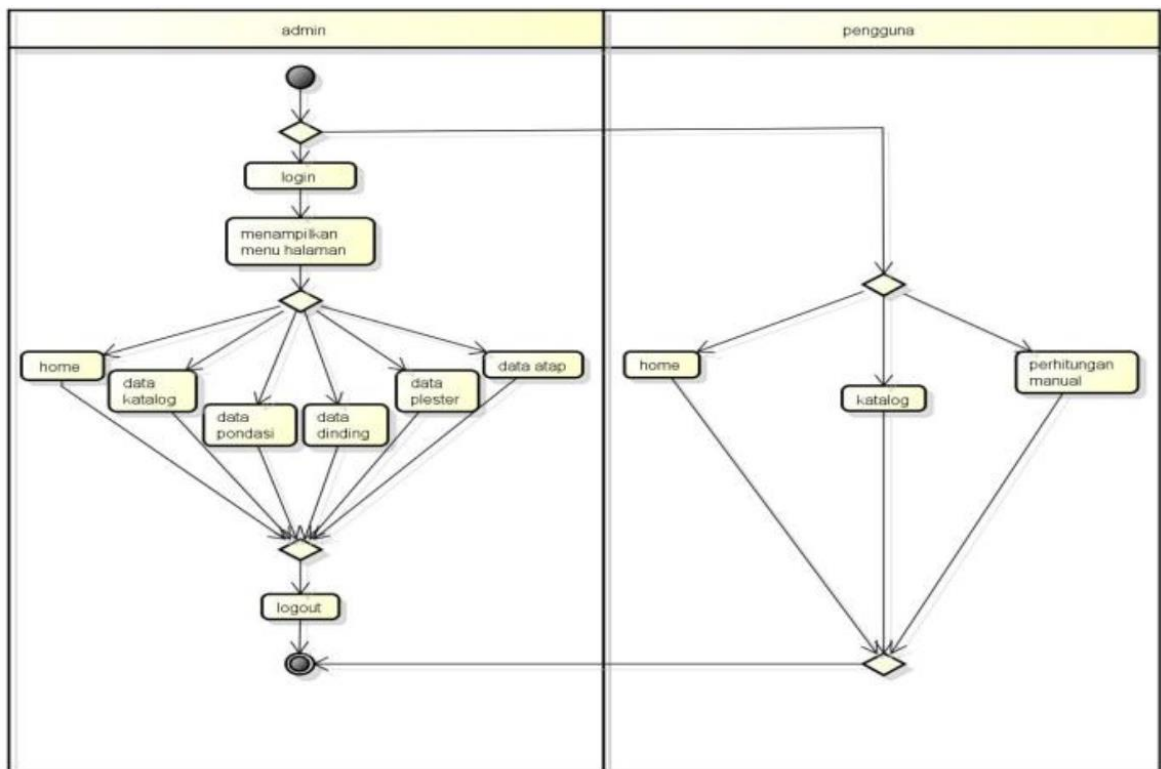 admin
pengguna
login
menampilkan
menu halaman
home
data
katalog
data
pondasi
data
dinding
data
plester
data atap
logout
home
katalog
perhitungan
manual